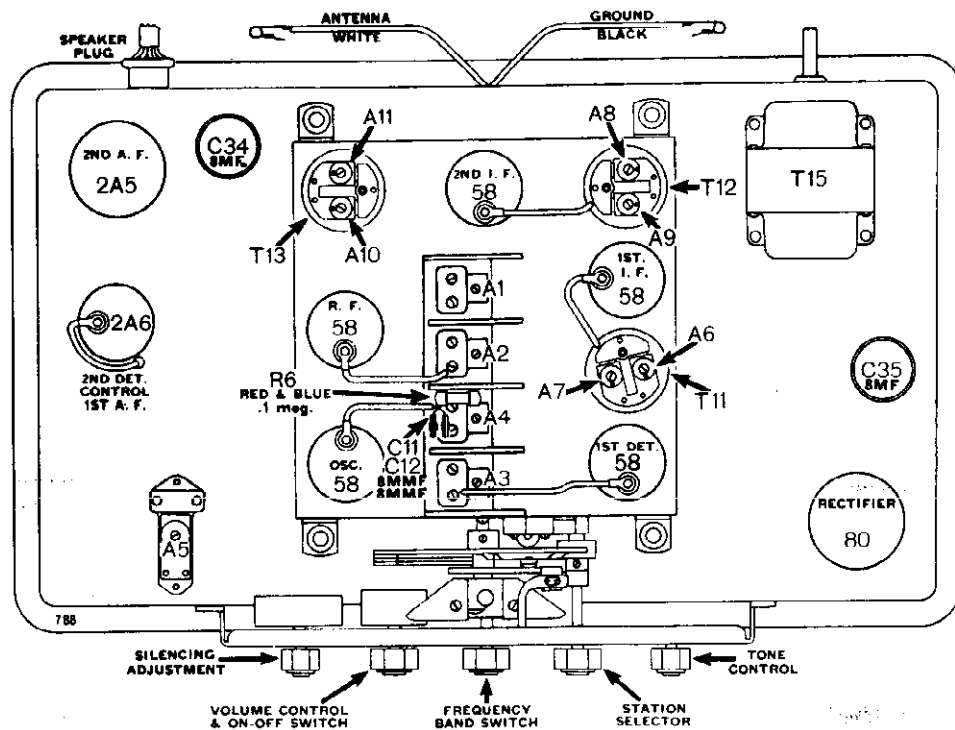 ANTENNA
WHITE
GROUND
BLACK
SPEAKER
PLUG
2ND A. F.
2A5
C34
8MF.
A11
2ND I. F.
58
A8
T12
T15
T13
A10
A9
1ST.
I. F.
58
A1
R. F.
58
2A6
2ND DET.
CONTROL
1ST A. F.
A2
A6
R6
RED & BLUE
.1 meg.
A7
T11
C35
8MF
A4
OSC.
58
C11
C12
8MMF
8MMF
1ST DET.
58
A3
RECTIFIER
80
A5
788
SILENCING
ADJUSTMENT
TONE
CONTROL
VOLUME CONTROL
& ON-OFF SWITCH
FREQUENCY
BAND SWITCH
STATION
SELECTOR